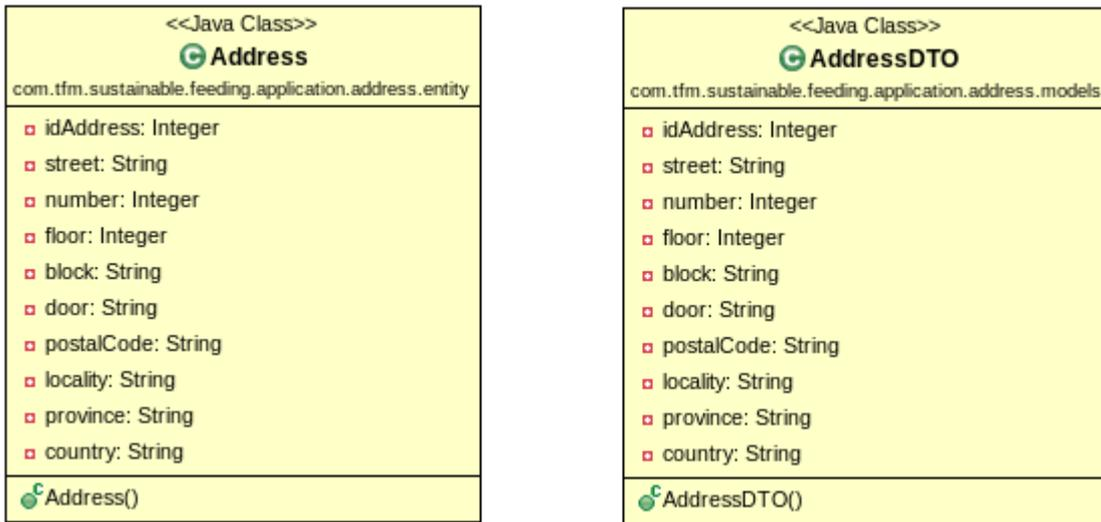 <<Java Class>>
Address
com.tfm.sustainable.feeding.application.address.entity
idAddress: Integer
street: String
number: Integer
floor: Integer
block: String
door: String
postalCode: String
locality: String
province: String
country: String
Address()
<<Java Class>>
AddressDTO
com.tfm.sustainable.feeding.application.address.models
idAddress: Integer
street: String
number: Integer
floor: Integer
block: String
door: String
postalCode: String
locality: String
province: String
country: String
AddressDTO()